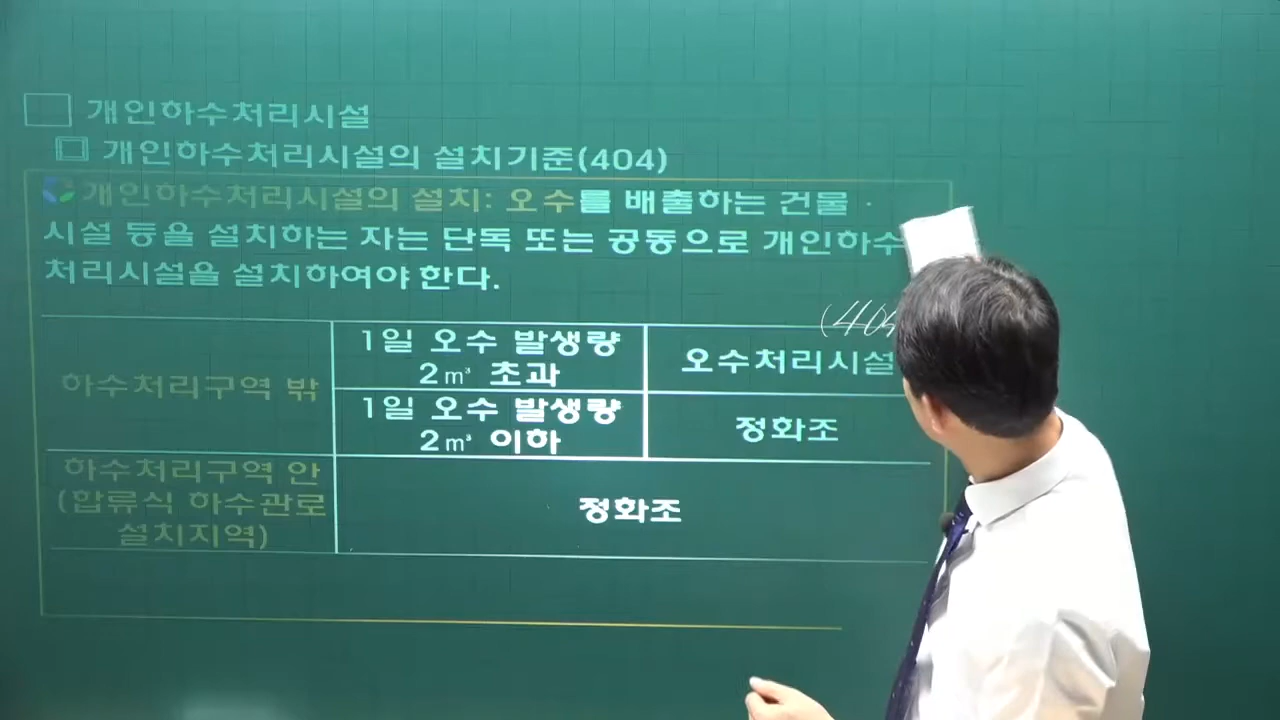 개인하수처리시설
개인하수처리시설의 설치기준(404)
개인하수처리시설의 설치: 오수를 배출하는 건물 ·
시설 등을 설치하는 자는 단독 또는 공동으로 개인하수
처리시설을 설치하여야 한다.
하수처리구역 밖
1일 오수 발생량
2㎥ 초과
오수처리시설
1일 오수 발생량
2㎥ 이하
정화조
하수처리구역 안
(합류식 하수관로
설치지역)
정화조